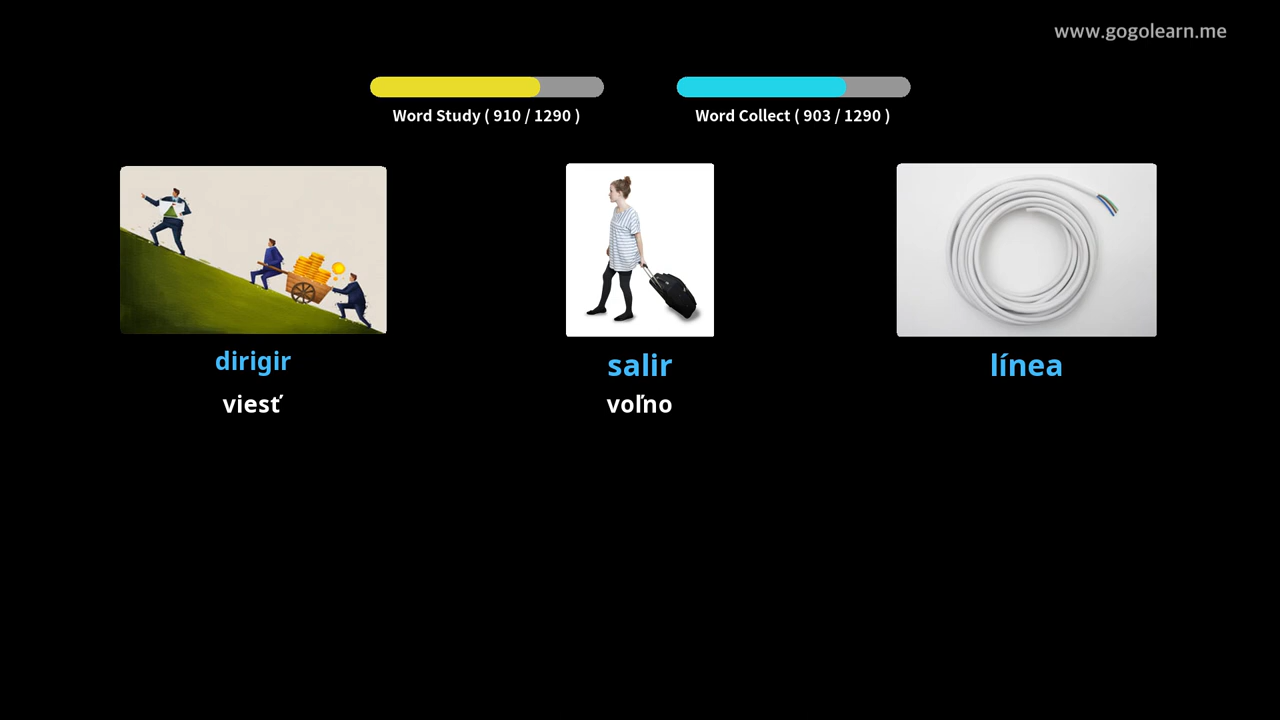 www.gogolearn.me
Word Study ( 910 / 1290 )
Word Collect ( 903 / 1290 )
dirigir
viesť
salir
voľno
línea